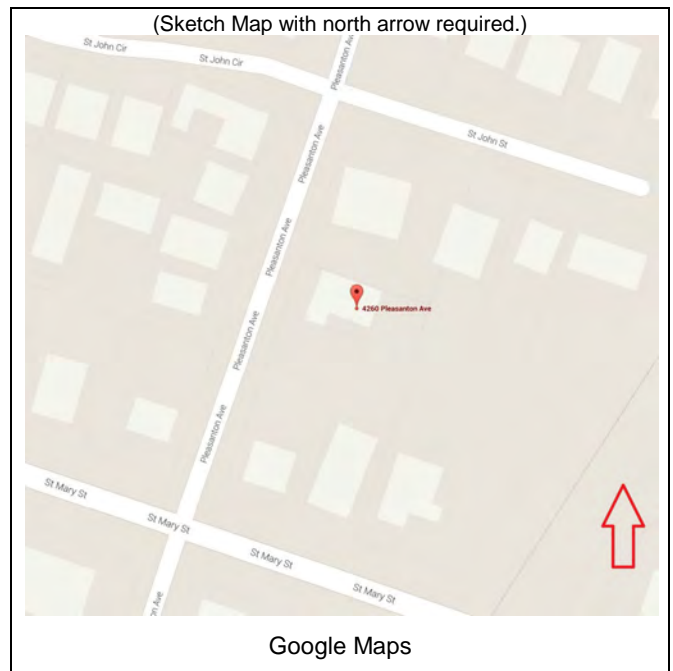 (Sketch Map with north arrow required.)
St John Cir
St John Cir
Pleasanton Av
St John St
Pleasanton Ave
Pleasanton Ave
4260 Pleasanton Ave
Pleasanton Ave
Pleasanton Ave
St Mary St
St Mary St
St Mary St
St Mary St
on Ave
Google Maps